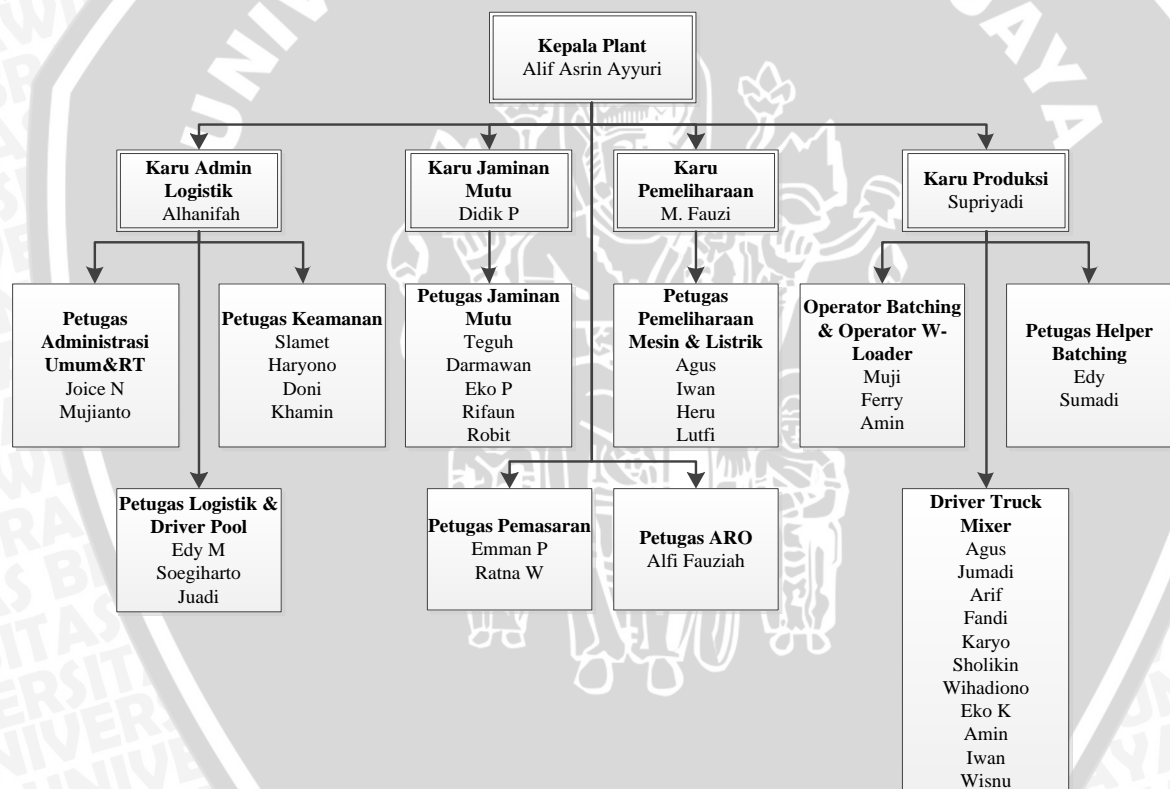 Kepala Plant
Alif Asrin Ayyuri
Karu Admin
Logistik
Alhanifah
Karu Jaminan
Mutu
Didik P
Karu
Pemeliharaan
M. Fauzi
Karu Produksi
Supriyadi
Petugas
Administrasi
Umum&RT
Joice N
Mujianto
Petugas Keamanan
Slamet
Haryono
Doni
Khamin
Petugas Jaminan
Mutu
Teguh
Darmawan
Eko P
Rifaun
Robit
Petugas
Pemeliharaan
Mesin & Listrik
Agus
Iwan
Heru
Lutfi
Operator Batching
& Operator W-
Loader
Muji
Ferry
Amin
Petugas Helper
Batching
Edy
Sumadi
Petugas Logistik &
Driver Pool
Edy M
Soegiharto
Juadi
Petugas Pemasaran
Emman P
Ratna W
Petugas ARO
Alfi Fauziah
Driver Truck
Mixer
Agus
Jumadi
Arif
Fandi
Karyo
Sholikin
Wihadiono
Eko K
Amin
Iwan
Wisnu